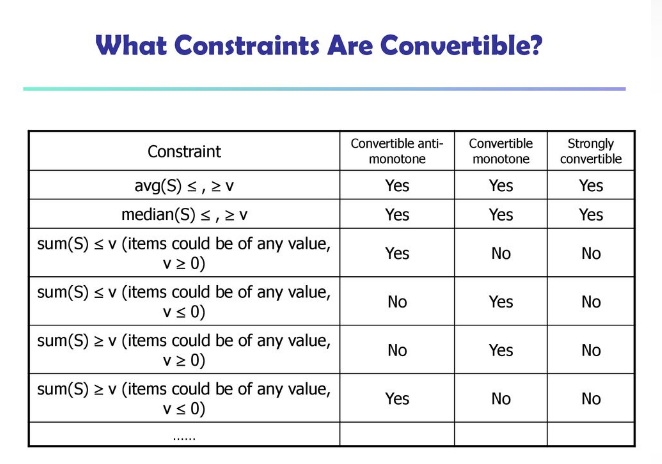 What Constraints Are Convertible?
Constraint
Convertible anti-
monotone
Convertible
monotone
Strongly
convertible
avg(S) ≤ , ≥ v
Yes
Yes
Yes
median(S) ≤ , ≥ v
Yes
Yes
Yes
sum(S) ≤ v (items could be of any value,
v ≥ 0)
Yes
No
No
sum(S) ≤ v (items could be of any value,
v ≤ 0)
No
Yes
No
sum(S) ≥ v (items could be of any value,
v ≥ 0)
No
Yes
No
sum(S) ≥ v (items could be of any value,
v ≤ 0)
Yes
No
No
......